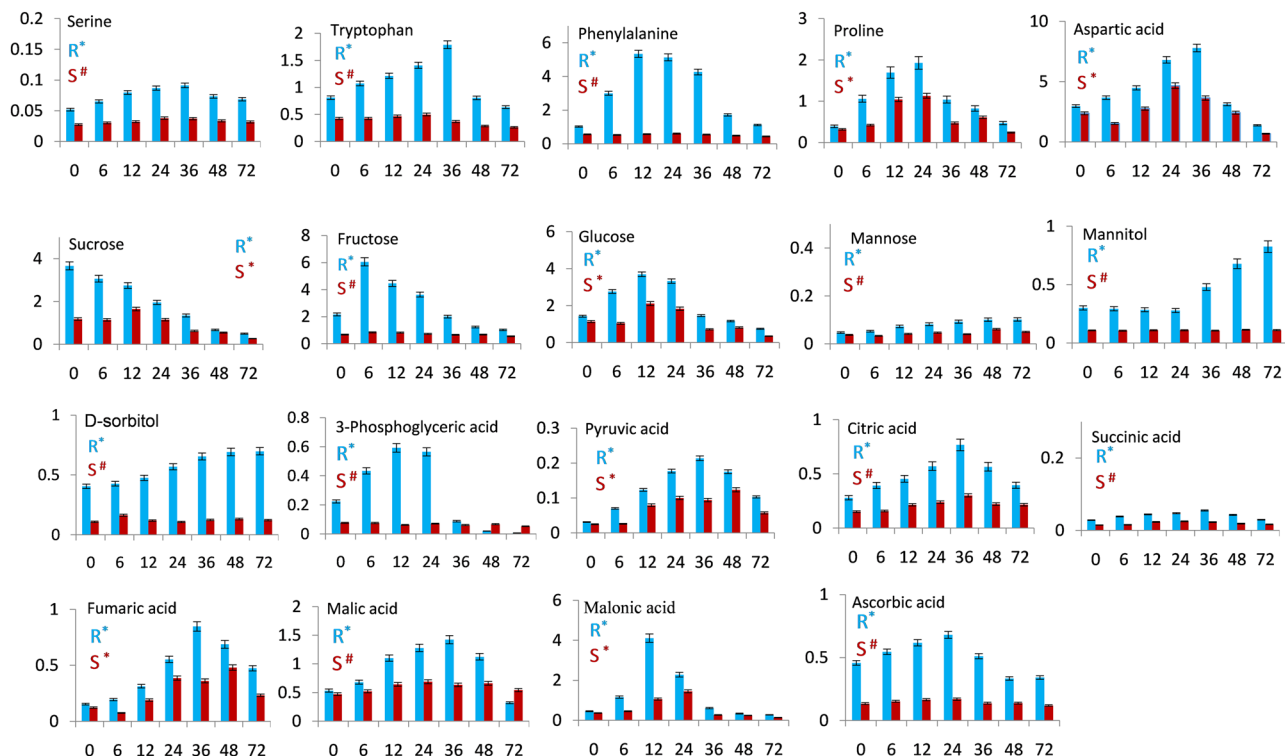 Serine
R*
S#
0.2
0.15
0.1
0.05
0
0 6 12 24 36 48 72
Tryptophan
R*
S#
2
1.5
1
0.5
0
0 6 12 24 36 48 72
Phenylalanine
R*
S#
6
4
2
0
0 6 12 24 36 48 72
Proline
R*
S*
3
2
1
0
0 6 12 24 36 48 72
Aspartic acid
R*
S*
10
5
0
0 6 12 24 36 48 72
Sucrose
R*
S*
4
2
0
0 6 12 24 36 48 72
Fructose
R*
S#
8
6
4
2
0
0 6 12 24 36 48 72
Glucose
R*
S*
6
4
2
0
0 6 12 24 36 48 72
Mannose
R*
S#
0.4
0.2
0
0 6 12 24 36 48 72
Mannitol
R*
S#
1
0.5
0
0 6 12 24 36 48 72
D-sorbitol
R*
S#
1
0.5
0
0 6 12 24 36 48 72
3-Phosphoglyceric acid
R*
S#
0.8
0.6
0.4
0.2
0
0 6 12 24 36 48 72
Pyruvic acid
R*
S*
0.3
0.2
0.1
0
0 6 12 24 36 48 72
Citric acid
R*
S#
1
0.5
0
0 6 12 24 36 48 72
Succinic acid
R*
S#
0.2
0
0 6 12 24 36 48 72
Fumaric acid
R*
S*
1
0.5
0
0 6 12 24 36 48 72
Malic acid
R*
S#
2
1.5
1
0.5
0
0 6 12 24 36 48 72
Malonic acid
R*
S*
6
4
2
0
0 6 12 24 36 48 72
Ascorbic acid
R*
S#
1
0.5
0
0 6 12 24 36 48 72